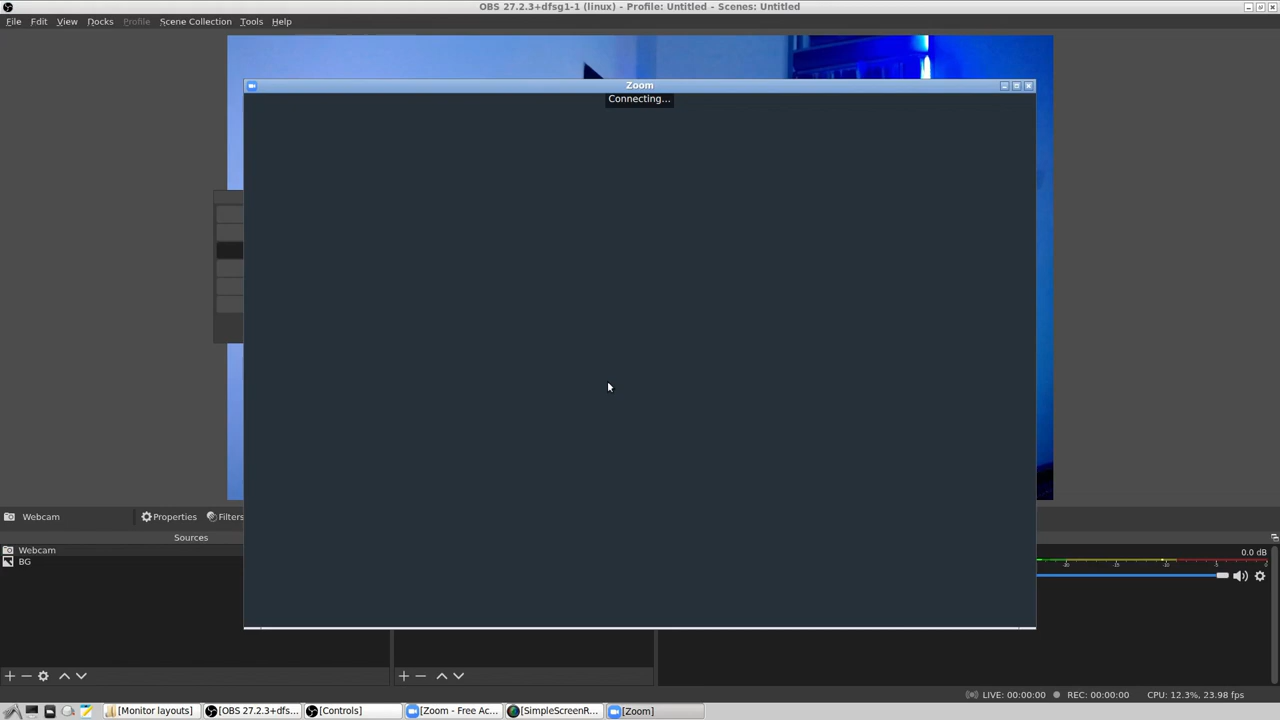 OBS 27.2.3+dfsg1-1 (linux) - Profile: Untitled - Scenes: Untitled
File Edit View Docks Profile Scene Collection Tools Help
Zoom
Connecting...
Webcam Properties Filters
Sources
Webcam
BG
0.0 dB
LIVE: 00:00:00 REC: 00:00:00 CPU: 12.3%, 23.98 fps
[Monitor layouts] [OBS 27.2.3+dfs... [Controls] [Zoom - Free Ac... [SimpleScreenR... [Zoom]